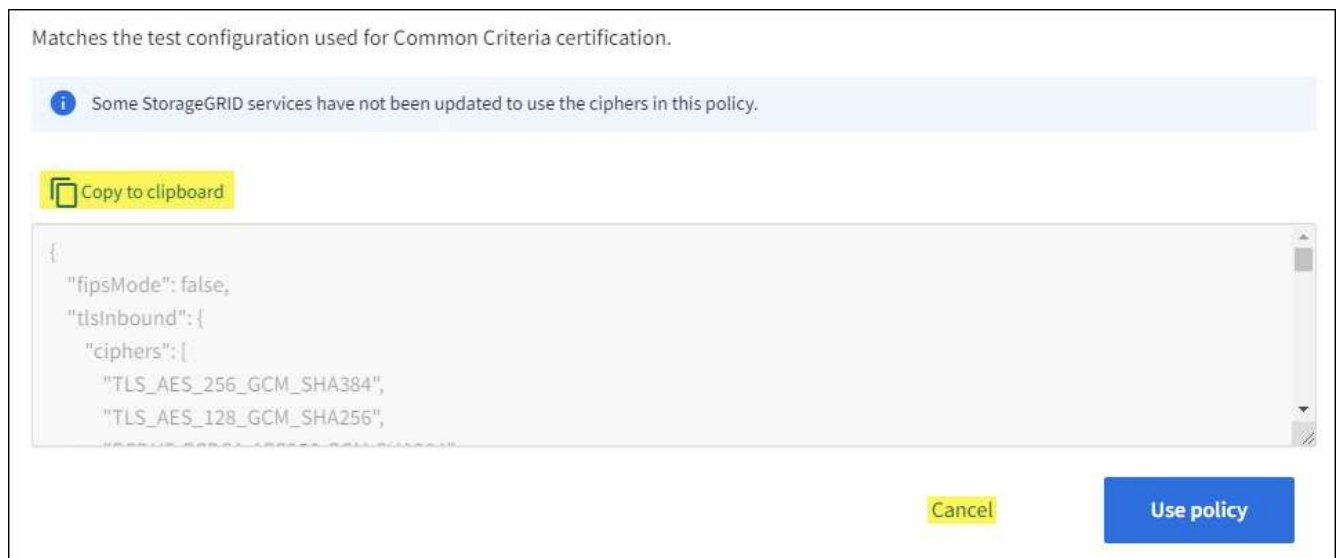 Matches the test configuration used for Common Criteria certification.
Some StorageGRID services have not been updated to use the ciphers in this policy.
Copy to clipboard
{
"fipsMode": false,
"tlsInbound": {
"ciphers": [
"TLS_AES_256_GCM_SHA384",
"TLS_AES_128_GCM_SHA256",
Cancel
Use policy